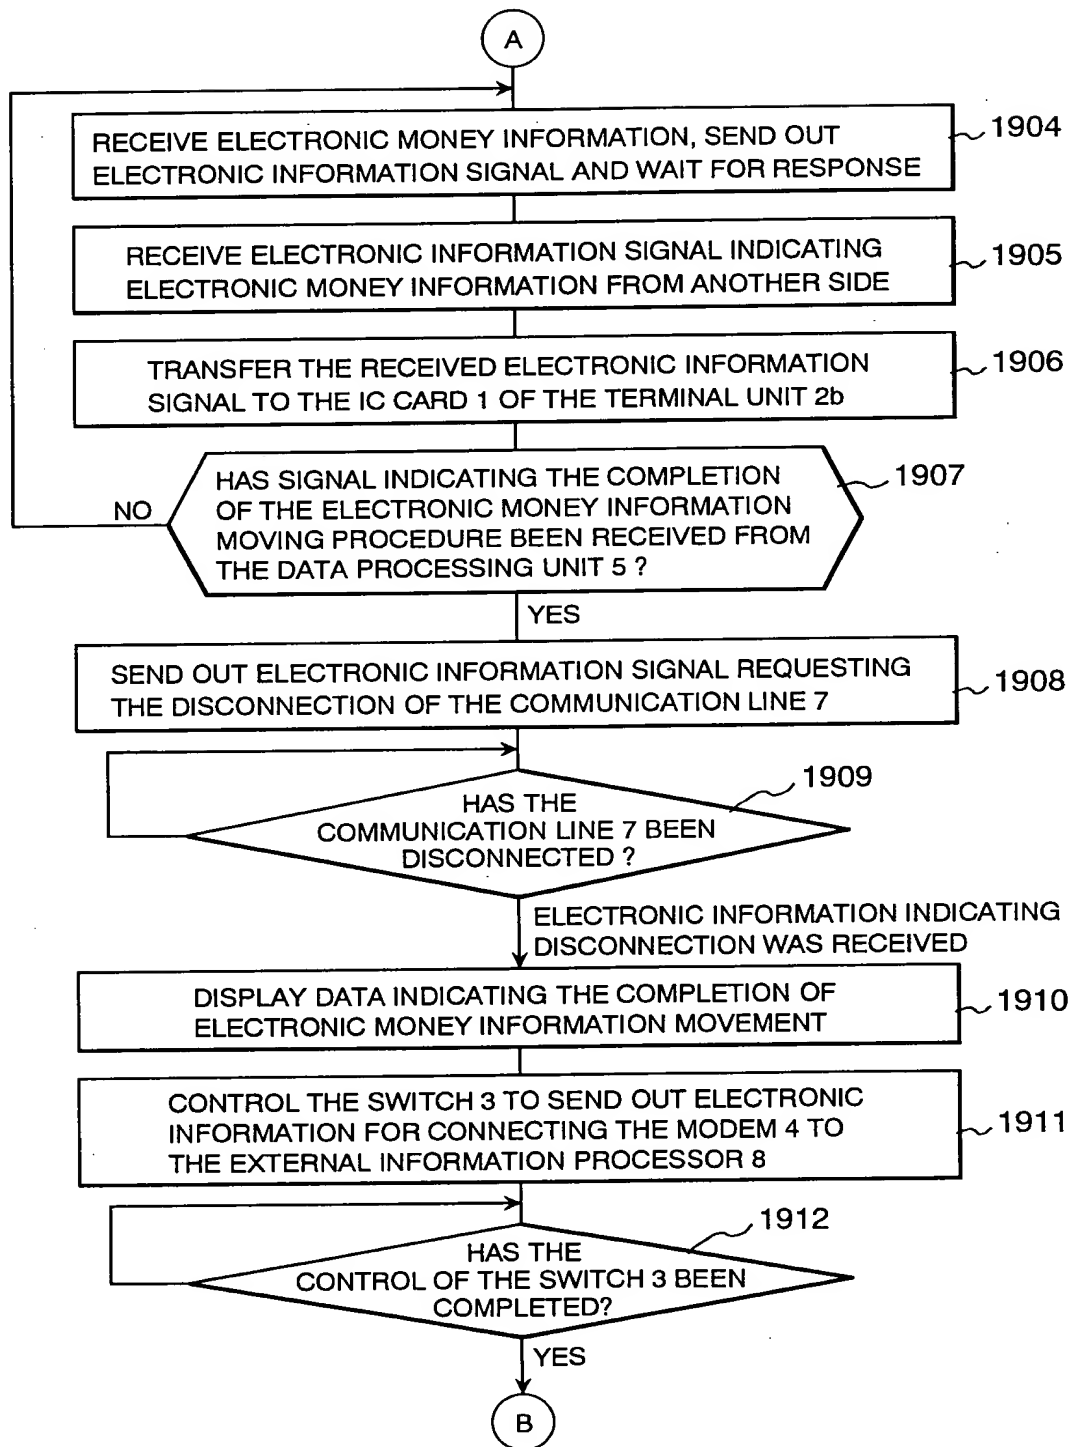 A
RECEIVE ELECTRONIC MONEY INFORMATION, SEND OUT
ELECTRONIC INFORMATION SIGNAL AND WAIT FOR RESPONSE
1904
RECEIVE ELECTRONIC INFORMATION SIGNAL INDICATING
ELECTRONIC MONEY INFORMATION FROM ANOTHER SIDE
1905
TRANSFER THE RECEIVED ELECTRONIC INFORMATION
SIGNAL TO THE IC CARD 1 OF THE TERMINAL UNIT 2b
1906
HAS SIGNAL INDICATING THE COMPLETION
OF THE ELECTRONIC MONEY INFORMATION
MOVING PROCEDURE BEEN RECEIVED FROM
THE DATA PROCESSING UNIT 5 ?
1907
NO
YES
SEND OUT ELECTRONIC INFORMATION SIGNAL REQUESTING
THE DISCONNECTION OF THE COMMUNICATION LINE 7
1908
HAS THE
COMMUNICATION LINE 7 BEEN
DISCONNECTED ?
1909
ELECTRONIC INFORMATION INDICATING
DISCONNECTION WAS RECEIVED
DISPLAY DATA INDICATING THE COMPLETION OF
ELECTRONIC MONEY INFORMATION MOVEMENT
1910
CONTROL THE SWITCH 3 TO SEND OUT ELECTRONIC
INFORMATION FOR CONNECTING THE MODEM 4 TO
THE EXTERNAL INFORMATION PROCESSOR 8
1911
HAS THE
CONTROL OF THE SWITCH 3 BEEN
COMPLETED?
1912
YES
B